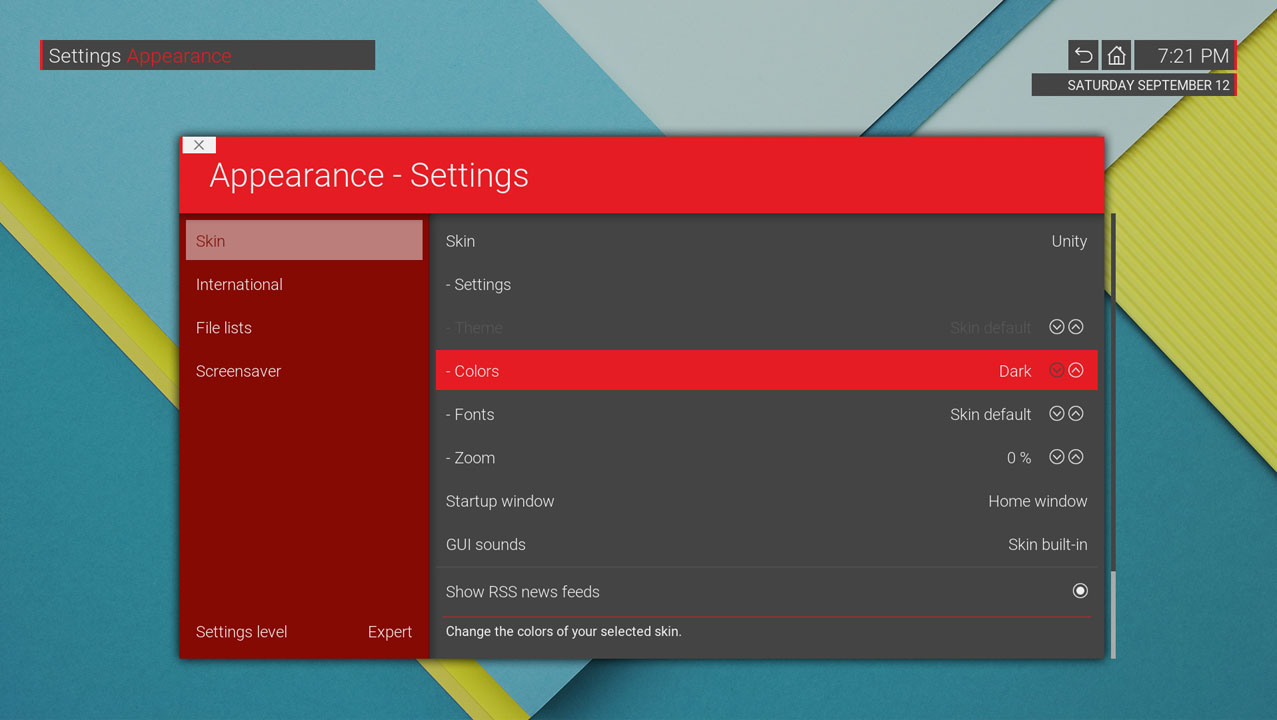 Settings Appearance
7:21 PM
SATURDAY SEPTEMBER 12
Appearance - Settings
Skin
International
File lists
Screensaver
Settings level Expert
Skin Unity
- Settings
- Theme Skin default
- Colors Dark
- Fonts Skin default
- Zoom 0 %
Startup window Home window
GUI sounds Skin built-in
Show RSS news feeds
Change the colors of your selected skin.